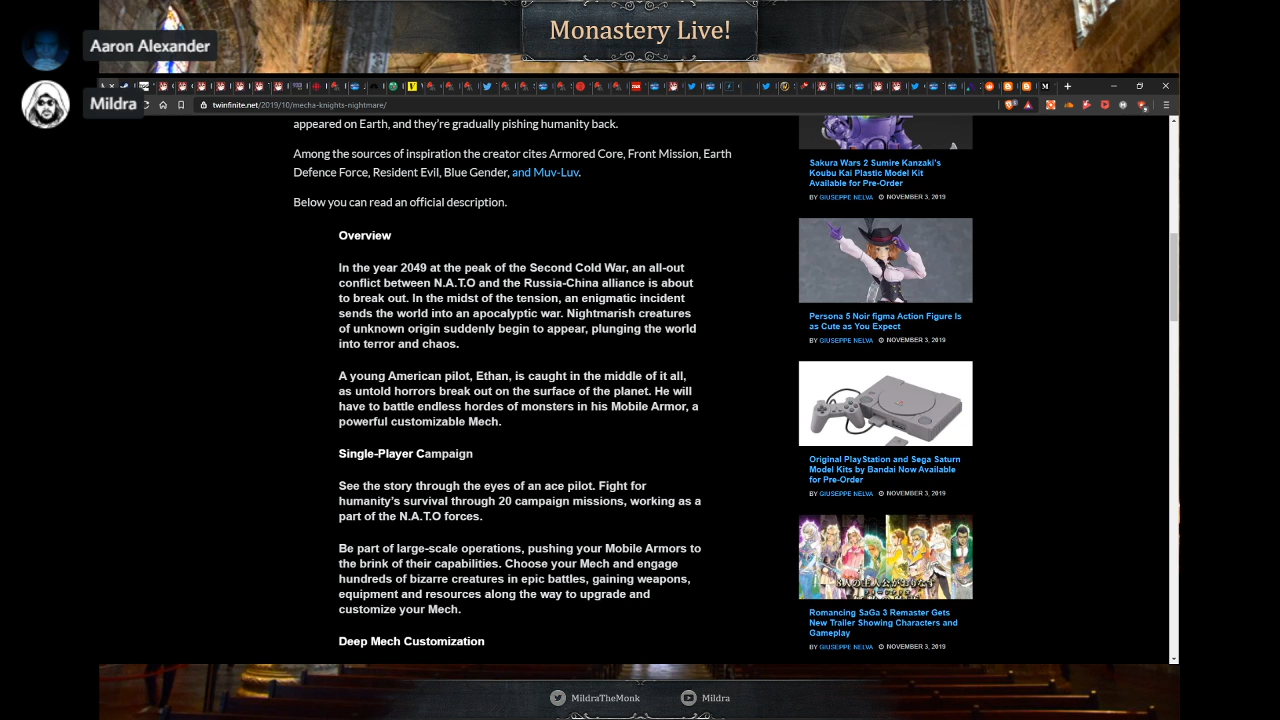 Monastery Live!
Aaron Alexander
Mildra
twinfinite.net/2019/10/mecha-knights-nightmare/
appeared on Earth, and they're gradually pishing humanity back.
Among the sources of inspiration the creator cites Armored Core, Front Mission, Earth
Defence Force, Resident Evil, Blue Gender, and Muv-Luv.
Below you can read an official description.
Overview
In the year 2049 at the peak of the Second Cold War, an all-out
conflict between N.A.T.O and the Russia-China alliance is about
to break out. In the midst of the tension, an enigmatic incident
sends the world into an apocalyptic war. Nightmarish creatures
of unknown origin suddenly begin to appear, plunging the world
into terror and chaos.
A young American pilot, Ethan, is caught in the middle of it all,
as untold horrors break out on the surface of the planet. He will
have to battle endless hordes of monsters in his Mobile Armor, a
powerful customizable Mech.
Single-Player Campaign
See the story through the eyes of an ace pilot. Fight for
humanity's survival through 20 campaign missions, working as a
part of the N.A.T.O forces.
Be part of large-scale operations, pushing your Mobile Armors to
the brink of their capabilities. Choose your Mech and engage
hundreds of bizarre creatures in epic battles, gaining weapons,
equipment and resources along the way to upgrade and
customize your Mech.
Deep Mech Customization
Sakura Wars 2 Sumire Kanzaki's
Koubu Kai Plastic Model Kit
Available for Pre-Order
BY GIUSEPPE NELVA NOVEMBER 3, 2019
Persona 5 Noir figma Action Figure Is
as Cute as You Expect
BY GIUSEPPE NELVA NOVEMBER 3, 2019
Original PlayStation and Sega Saturn
Model Kits by Bandai Now Available
for Pre-Order
BY GIUSEPPE NELVA NOVEMBER 3, 2019
8人の主人公がおりなす
Romancing SaGa 3 Remaster Gets
New Trailer Showing Characters and
Gameplay
BY GIUSEPPE NELVA NOVEMBER 3, 2019
MildraTheMonk
Mildra